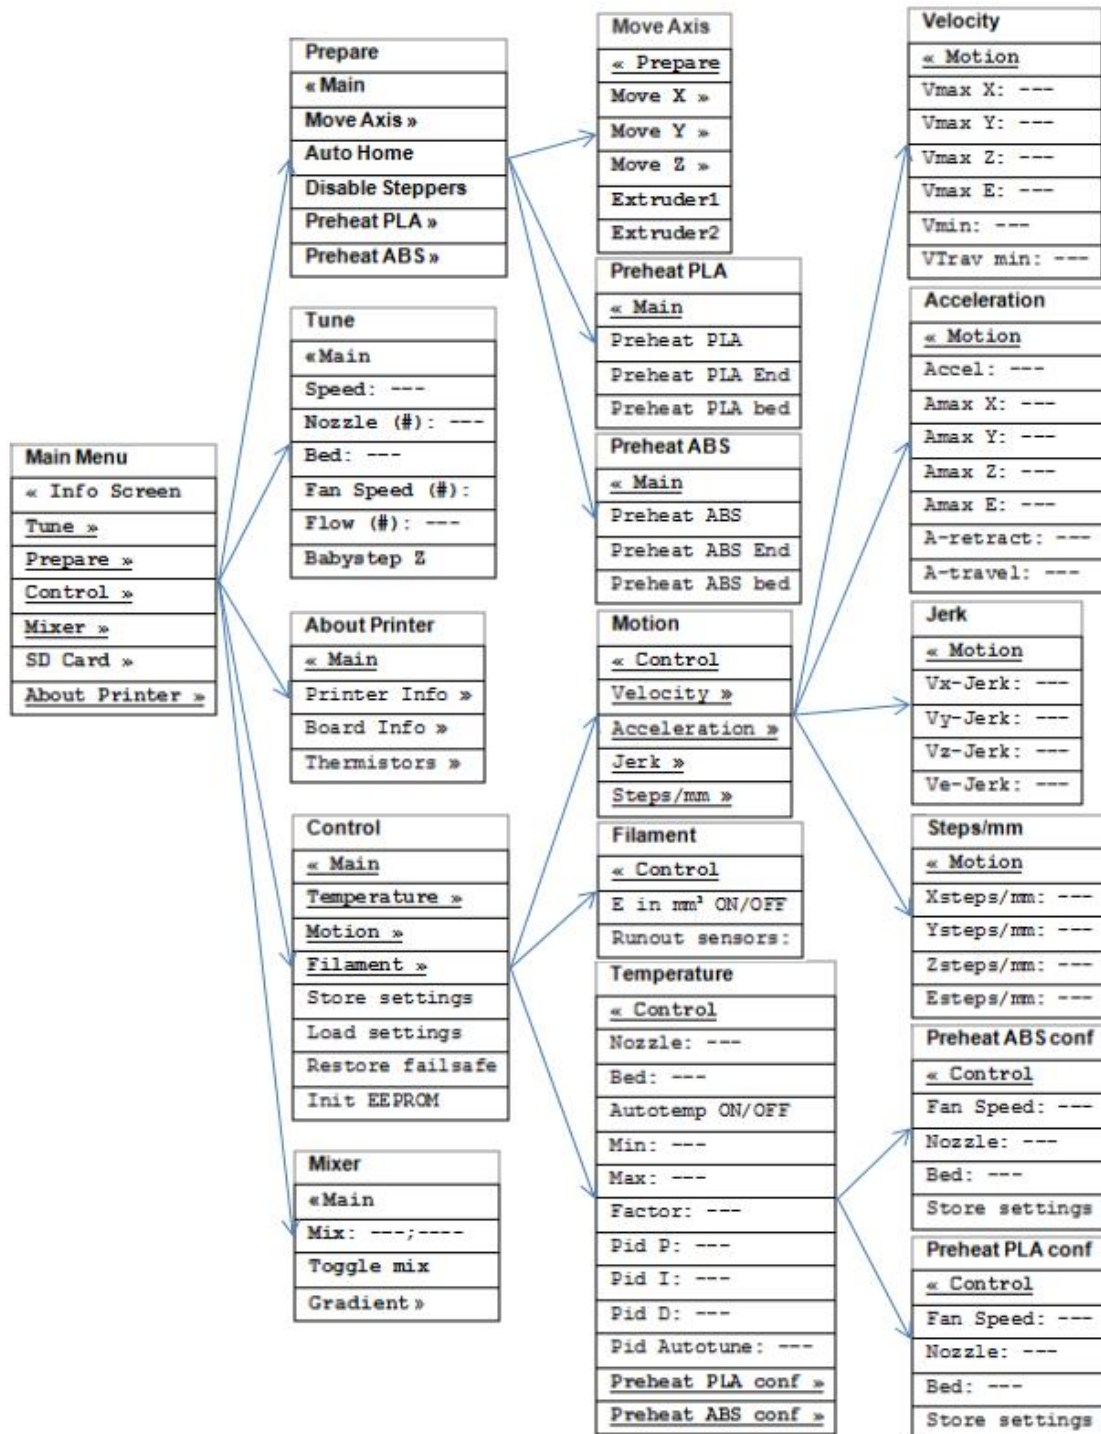 Main Menu
« Info Screen
Tune »
Prepare »
Control »
Mixer »
SD Card »
About Printer »
Prepare
« Main
Move Axis »
Auto Home
Disable Steppers
Preheat PLA »
Preheat ABS »
Tune
«Main
Speed: ---
Nozzle (#): ---
Bed: ---
Fan Speed (#):
Flow (#): ---
Babystep Z
About Printer
« Main
Printer Info »
Board Info »
Thermistors »
Control
« Main
Temperature »
Motion »
Filament »
Store settings
Load settings
Restore failsafe
Init EEPROM
Mixer
«Main
Mix: ---;----
Toggle mix
Gradient »
Move Axis
« Prepare
Move X »
Move Y »
Move Z »
Extruder1
Extruder2
Preheat PLA
« Main
Preheat PLA
Preheat PLA End
Preheat PLA bed
Preheat ABS
« Main
Preheat ABS
Preheat ABS End
Preheat ABS bed
Motion
« Control
Velocity »
Acceleration »
Jerk »
Steps/mm »
Filament
« Control
E in mm³ ON/OFF
Runout sensors:
Temperature
« Control
Nozzle: ---
Bed: ---
Autotemp ON/OFF
Min: ---
Max: ---
Factor: ---
Pid P: ---
Pid I: ---
Pid D: ---
Pid Autotune: ---
Preheat PLA conf »
Preheat ABS conf »
Velocity
« Motion
Vmax X: ---
Vmax Y: ---
Vmax Z: ---
Vmax E: ---
Vmin: ---
VTrav min: ---
Acceleration
« Motion
Accel: ---
Amax X: ---
Amax Y: ---
Amax Z: ---
Amax E: ---
A-retract: ---
A-travel: ---
Jerk
« Motion
Vx-Jerk: ---
Vy-Jerk: ---
Vz-Jerk: ---
Ve-Jerk: ---
Steps/mm
« Motion
Xsteps/mm: ---
Ysteps/mm: ---
Zsteps/mm: ---
Esteps/mm: ---
Preheat ABS conf
« Control
Fan Speed: ---
Nozzle: ---
Bed: ---
Store settings
Preheat PLA conf
« Control
Fan Speed: ---
Nozzle: ---
Bed: ---
Store settings